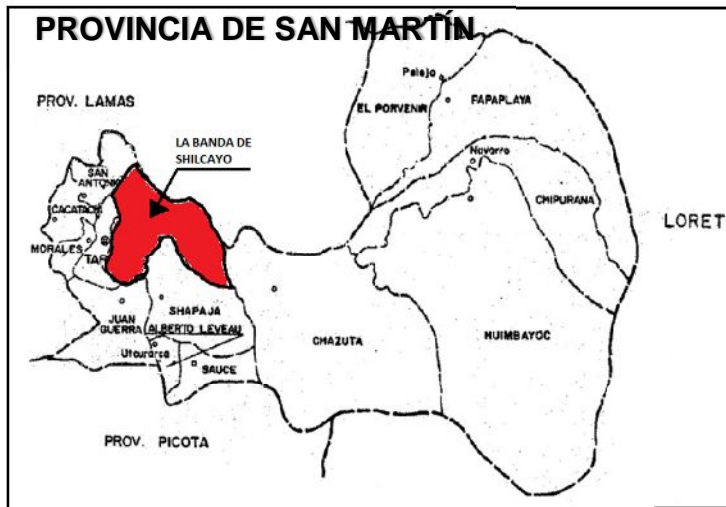 PROVINCIA DE SAN MARTÍN
PROV. LAMAS
Pelejo
EL PORVENIR
PAPAPLAYA
LA BANDA DE
SHILCAYO
SAN
ANTONIO
CACATACHI
MORALES
TAR
Navarro
CHIPURANA
LORET
JUAN
GUERRA
SHAPAJA
ALBERTO LEVEAU
Utcurarca
SAUCE
CHAZUTA
HUIMBAYOC
PROV. PICOTA